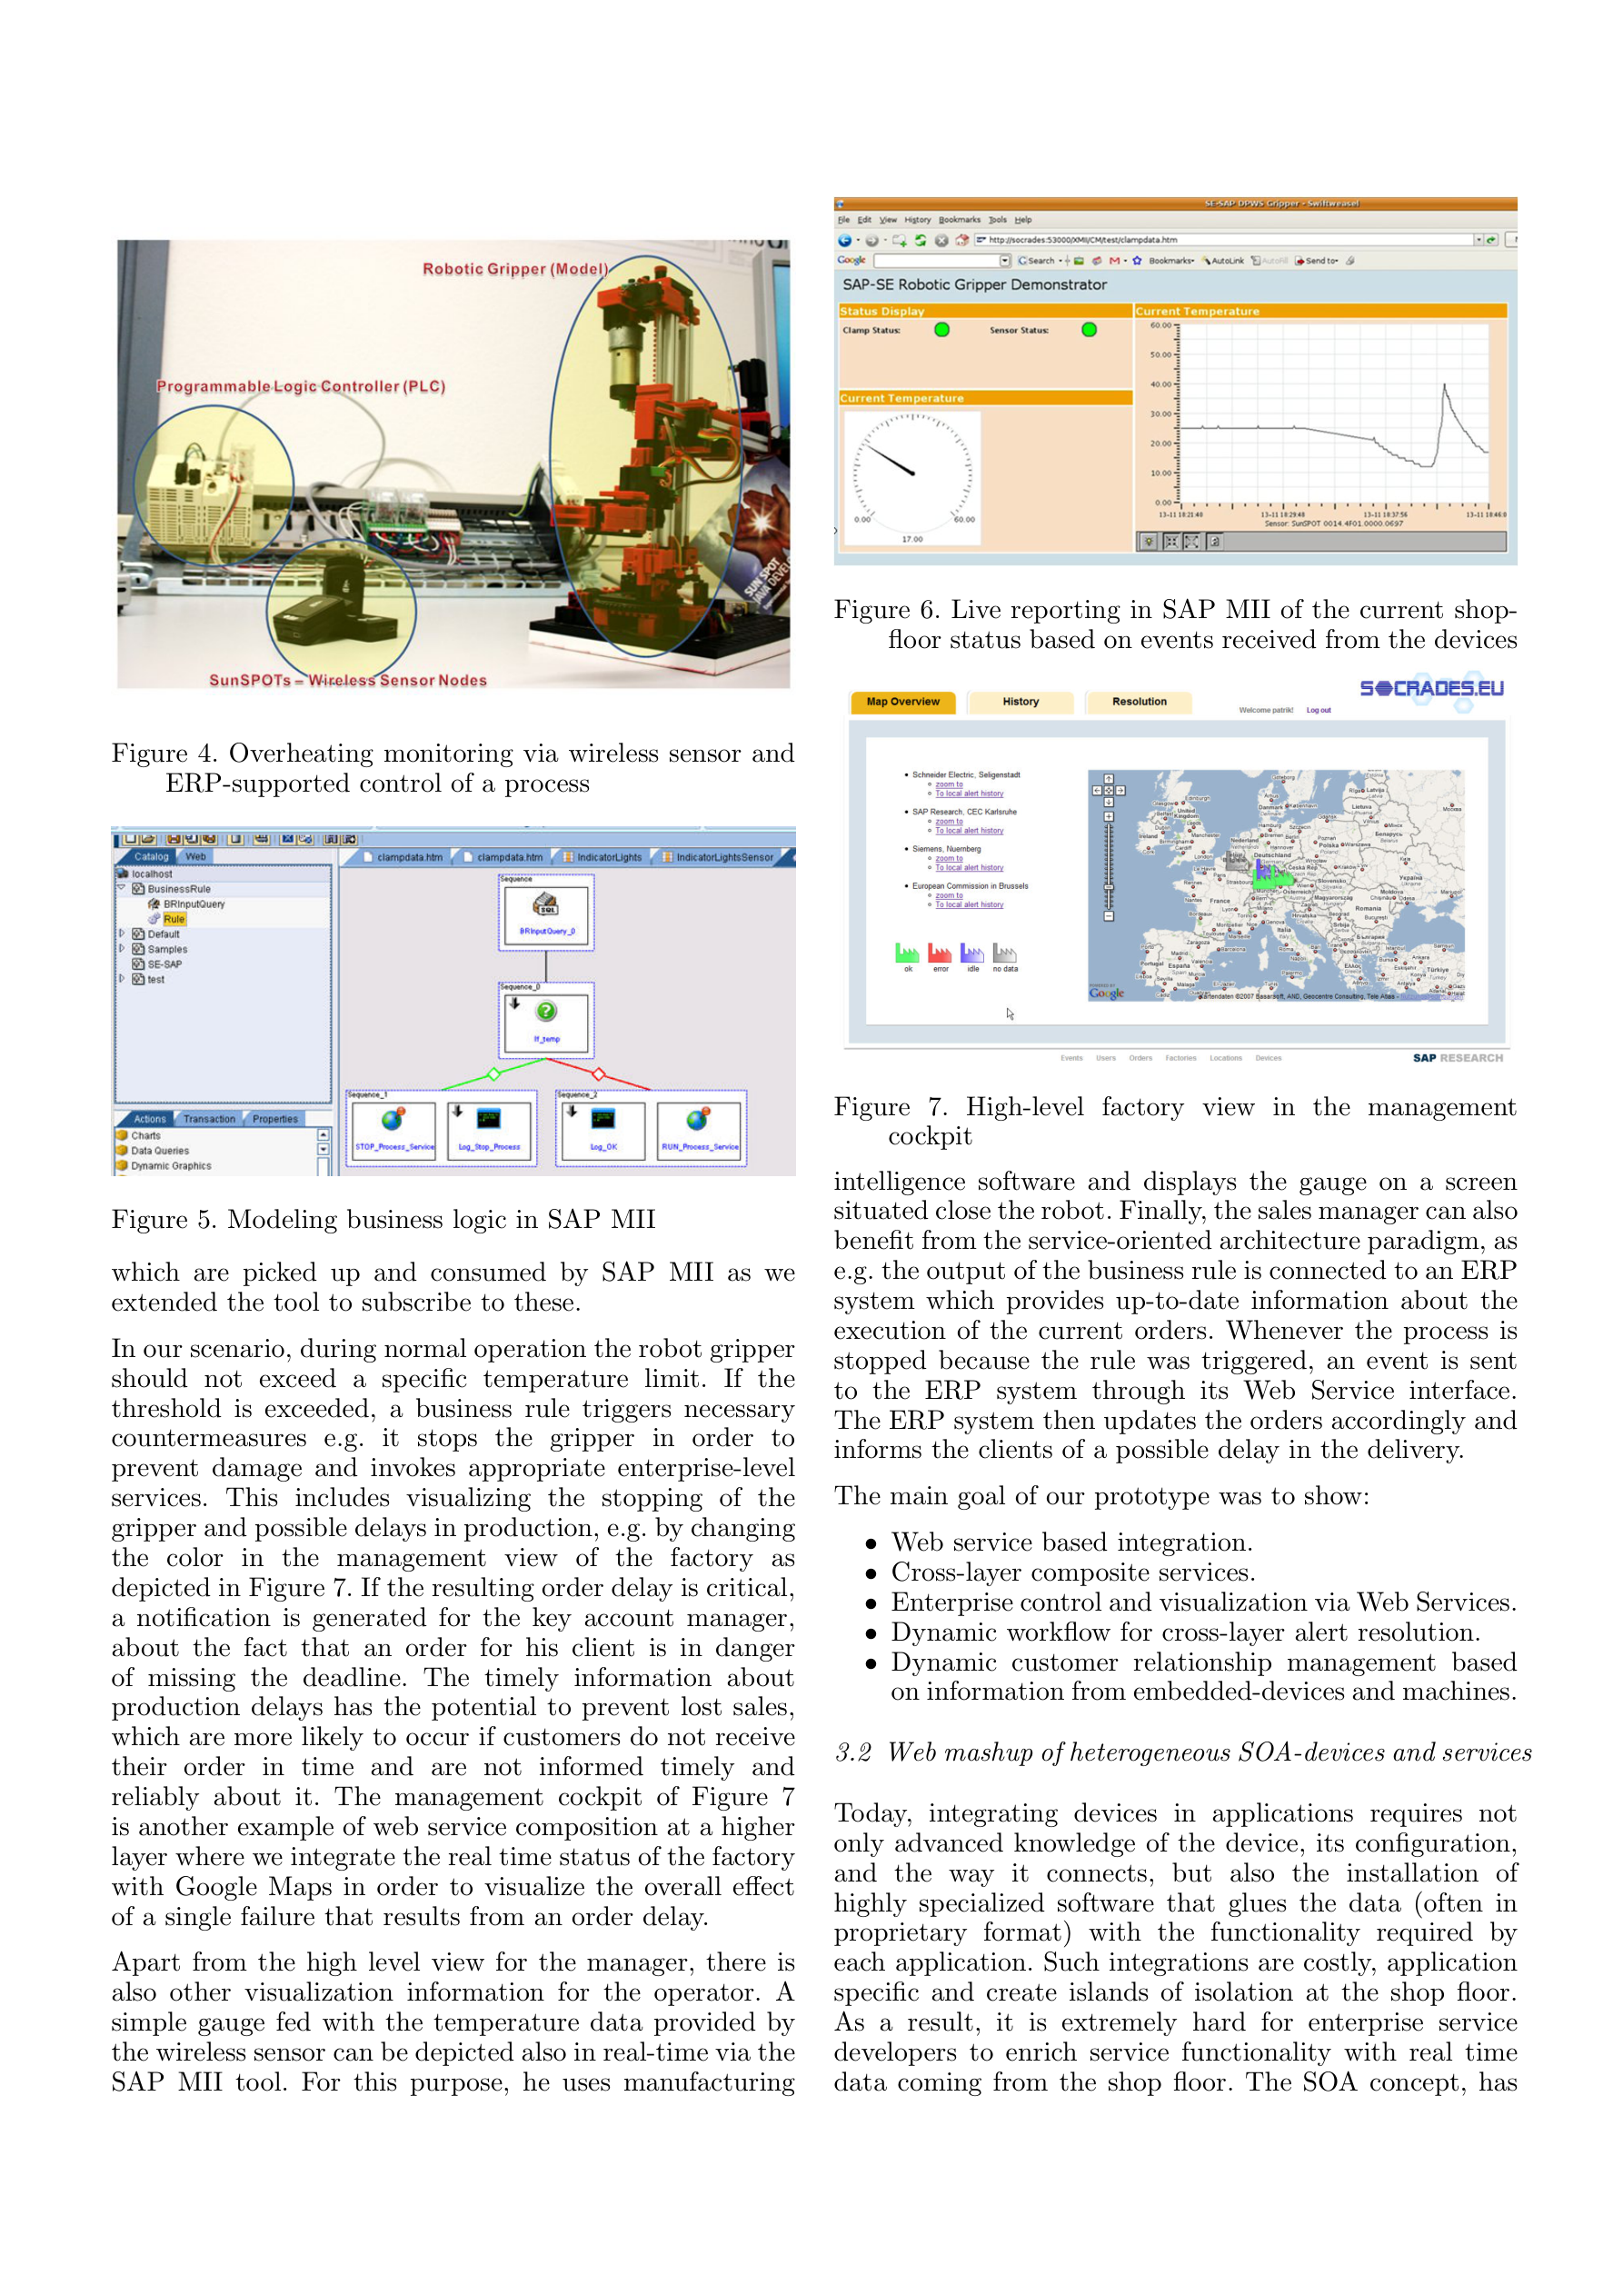 Robotic Gripper (Model)
Programmable Logic Controller (PLC)
SunSPOTs – Wireless Sensor Nodes
Figure 4. Overheating monitoring via wireless sensor and
ERP-supported control of a process
Catalog Web
localhost
BusinessRule
BRInputQuery
Rule
Default
Samples
SE-SAP
test
Actions Transaction Properties
Charts
Data Queries
Dynamic Graphics
clampdata.htm clampdata.htm IndicatorLights IndicatorLightsSensor
Sequence
SQL
BRInputQuery_0
Sequence_0
If_temp
Sequence_1
STOP_Process_Service Log_Stop_Process
Sequence_2
Log_OK RUN_Process_Service
Figure 5. Modeling business logic in SAP MII
which are picked up and consumed by SAP MII as we
extended the tool to subscribe to these.
In our scenario, during normal operation the robot gripper
should not exceed a specific temperature limit. If the
threshold is exceeded, a business rule triggers necessary
countermeasures e.g. it stops the gripper in order to
prevent damage and invokes appropriate enterprise-level
services. This includes visualizing the stopping of the
gripper and possible delays in production, e.g. by changing
the color in the management view of the factory as
depicted in Figure 7. If the resulting order delay is critical,
a notification is generated for the key account manager,
about the fact that an order for his client is in danger
of missing the deadline. The timely information about
production delays has the potential to prevent lost sales,
which are more likely to occur if customers do not receive
their order in time and are not informed timely and
reliably about it. The management cockpit of Figure 7
is another example of web service composition at a higher
layer where we integrate the real time status of the factory
with Google Maps in order to visualize the overall effect
of a single failure that results from an order delay.
Apart from the high level view for the manager, there is
also other visualization information for the operator. A
simple gauge fed with the temperature data provided by
the wireless sensor can be depicted also in real-time via the
SAP MII tool. For this purpose, he uses manufacturing
SE-SAP DPWS Gripper - Swiftweasel
File Edit View History Bookmarks Tools Help
http://socrades:53000/XMII/CM/test/clampdata.htm
Google Search Bookmarks AutoLink AutoFill Send to
SAP-SE Robotic Gripper Demonstrator
Status Display
Clamp Status: Sensor Status:
Current Temperature
0.00 60.00
17.00
Current Temperature
60.00
50.00
40.00
30.00
20.00
10.00
0.00
13-11 18:21:40 13-11 18:29:48 13-11 18:37:56 13-11 18:46:0
Sensor: SunSPOT 0014.4F01.0000.0697
Figure 6. Live reporting in SAP MII of the current shop-
floor status based on events received from the devices
SOCRADES.EU
Map Overview History Resolution
Welcome patrik! Log out
• Schneider Electric, Seligenstadt
zoom to
To local alert history
• SAP Research, CEC Karlsruhe
zoom to
To local alert history
• Siemens, Nuernberg
zoom to
To local alert history
• European Commission in Brussels
zoom to
To local alert history
ok error idle no data
Google
Events Users Orders Factories Locations Devices
SAP RESEARCH
Figure 7. High-level factory view in the management
cockpit
intelligence software and displays the gauge on a screen
situated close the robot. Finally, the sales manager can also
benefit from the service-oriented architecture paradigm, as
e.g. the output of the business rule is connected to an ERP
system which provides up-to-date information about the
execution of the current orders. Whenever the process is
stopped because the rule was triggered, an event is sent
to the ERP system through its Web Service interface.
The ERP system then updates the orders accordingly and
informs the clients of a possible delay in the delivery.
The main goal of our prototype was to show:
• Web service based integration.
• Cross-layer composite services.
• Enterprise control and visualization via Web Services.
• Dynamic workflow for cross-layer alert resolution.
• Dynamic customer relationship management based
on information from embedded-devices and machines.
3.2 Web mashup of heterogeneous SOA-devices and services
Today, integrating devices in applications requires not
only advanced knowledge of the device, its configuration,
and the way it connects, but also the installation of
highly specialized software that glues the data (often in
proprietary format) with the functionality required by
each application. Such integrations are costly, application
specific and create islands of isolation at the shop floor.
As a result, it is extremely hard for enterprise service
developers to enrich service functionality with real time
data coming from the shop floor. The SOA concept, has